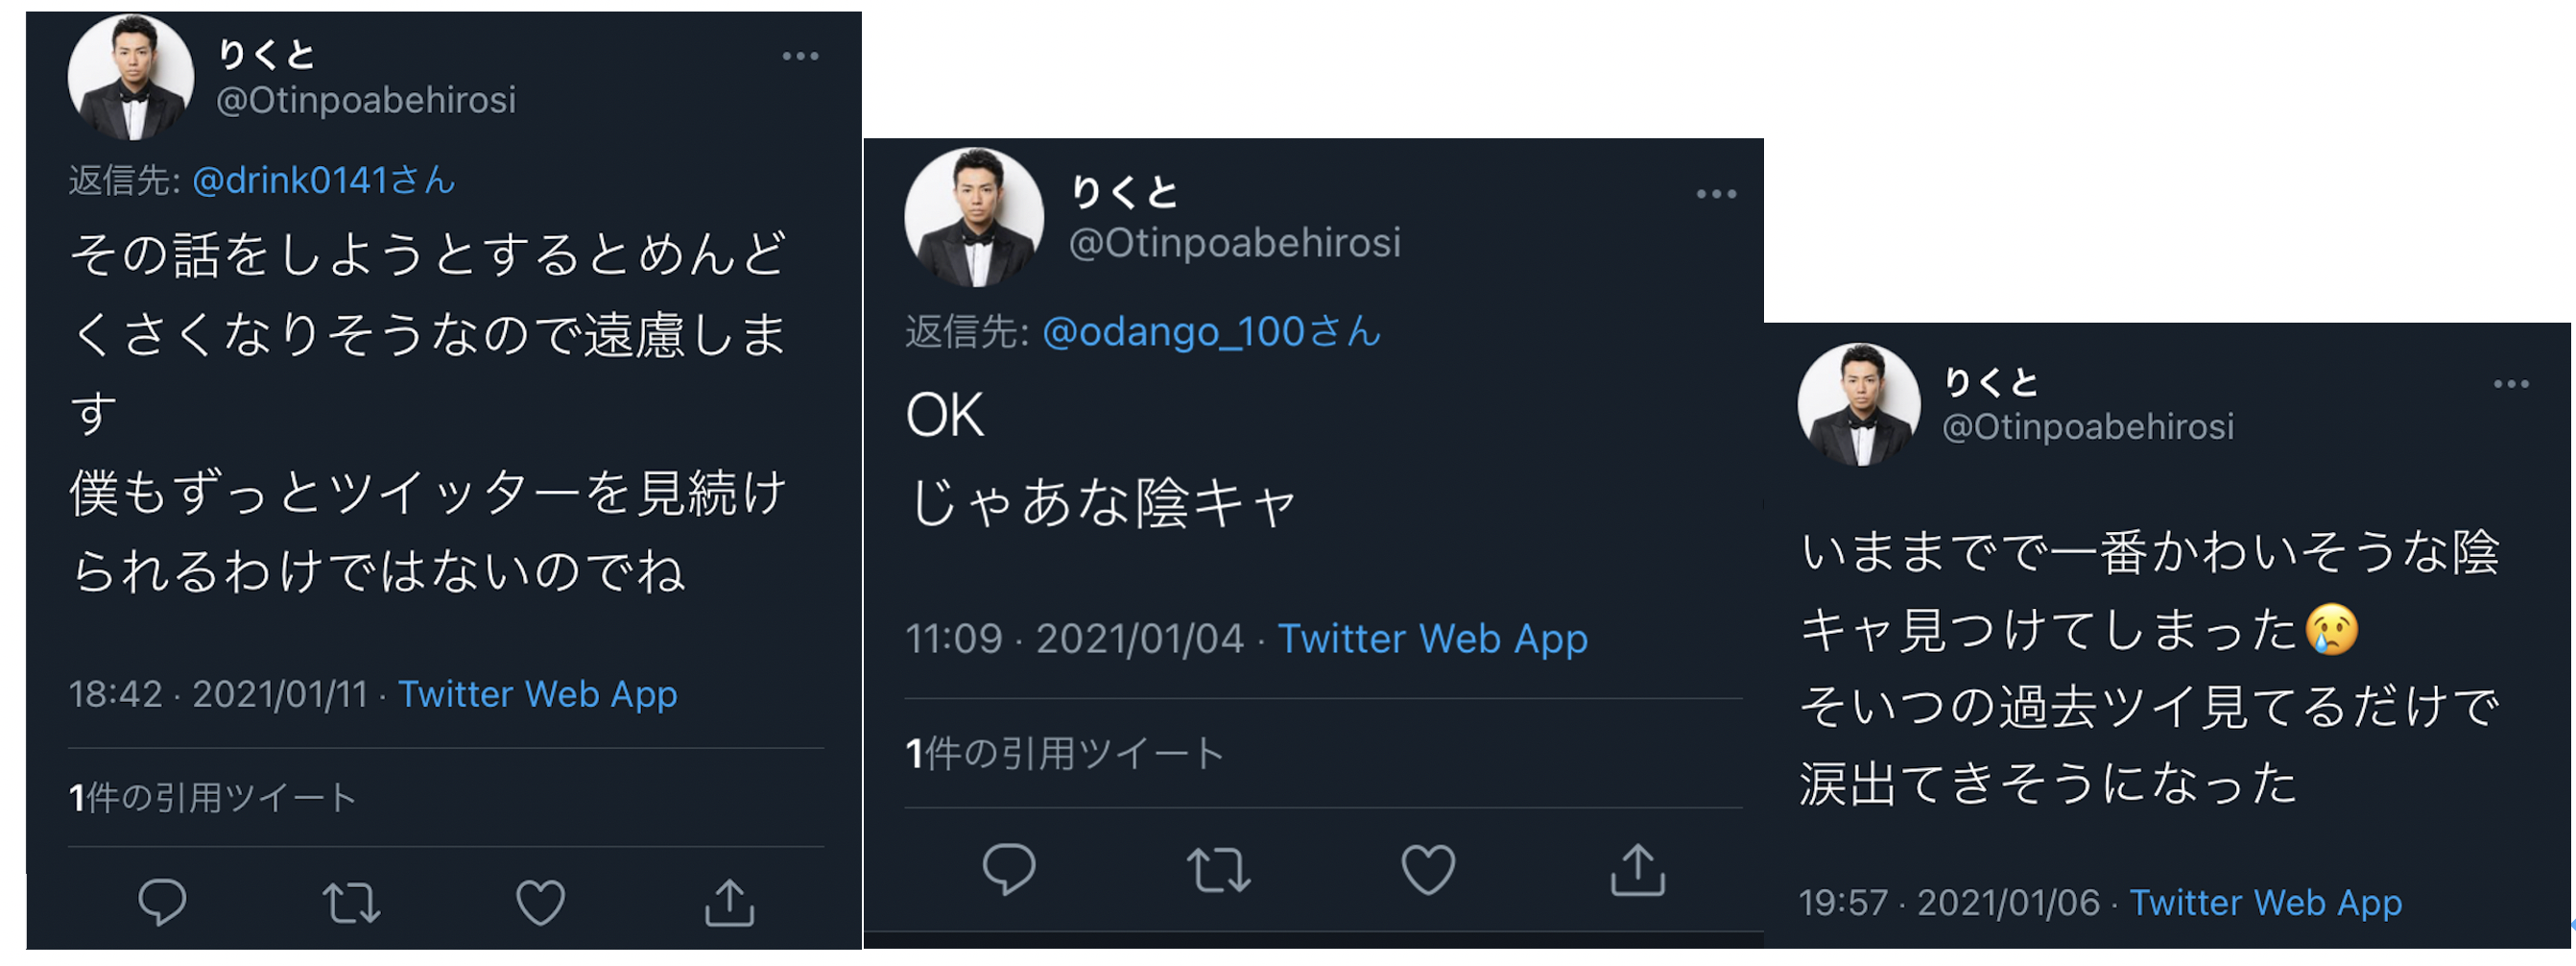 りくと
@Otinpoabehirosi
返信先: @drink0141さん
その話をしようとするとめんど
くさくなりそうなので遠慮しま
す
僕もずっとツイッターを見続け
られるわけではないのでね
18:42 · 2021/01/11 · Twitter Web App
1件の引用ツイート
りくと
@Otinpoabehirosi
返信先: @odango_100さん
OK
じゃあな陰キャ
11:09 · 2021/01/04 · Twitter Web App
1件の引用ツイート
りくと
@Otinpoabehirosi
いままでで一番かわいそうな陰
キャ見つけてしまった😢
そいつの過去ツイ見てるだけで
涙出てきそうになった
19:57 · 2021/01/06 · Twitter Web App